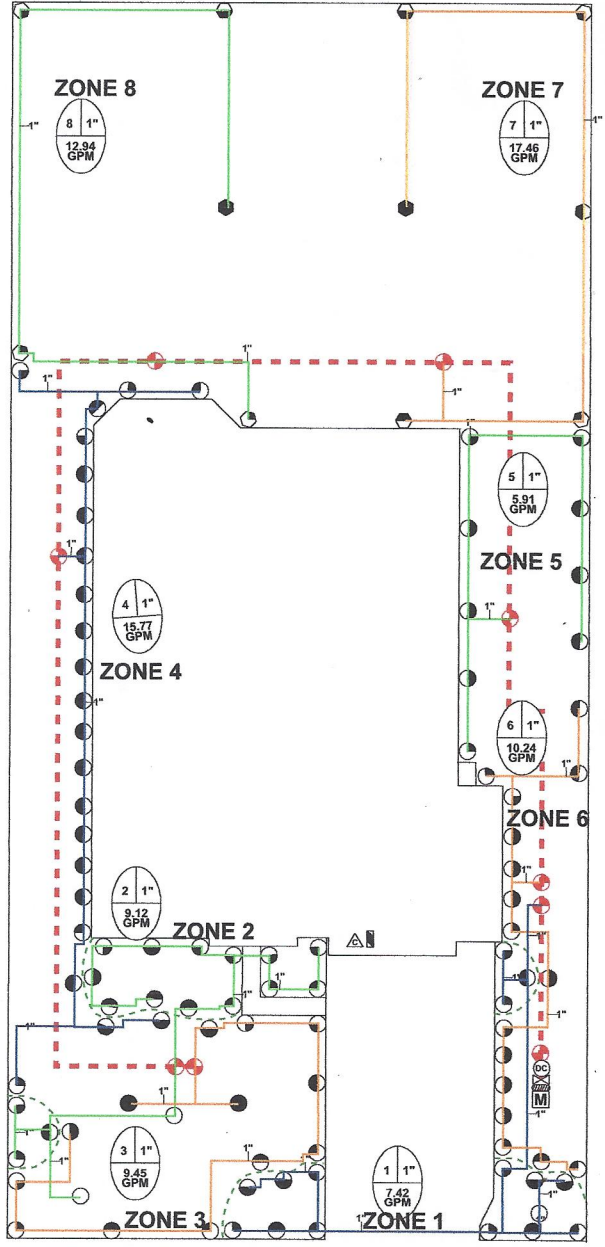 ZONE 8
8 1"
12.94
GPM
1"
ZONE 7
7 1"
17.46
GPM
1"
1"
1"
1"
1"
5 1"
5.91
GPM
ZONE 5
1"
1"
4 1"
15.77
GPM
ZONE 4
1"
6 1"
10.24
GPM
1"
ZONE 6
2 1"
9.12
GPM
ZONE 2
C
1"
1"
1"
1"
1"
DC
M
1"
1"
3 1"
9.45
GPM
1"
1"
1 1"
7.42
GPM
1"
ZONE 3
ZONE 1